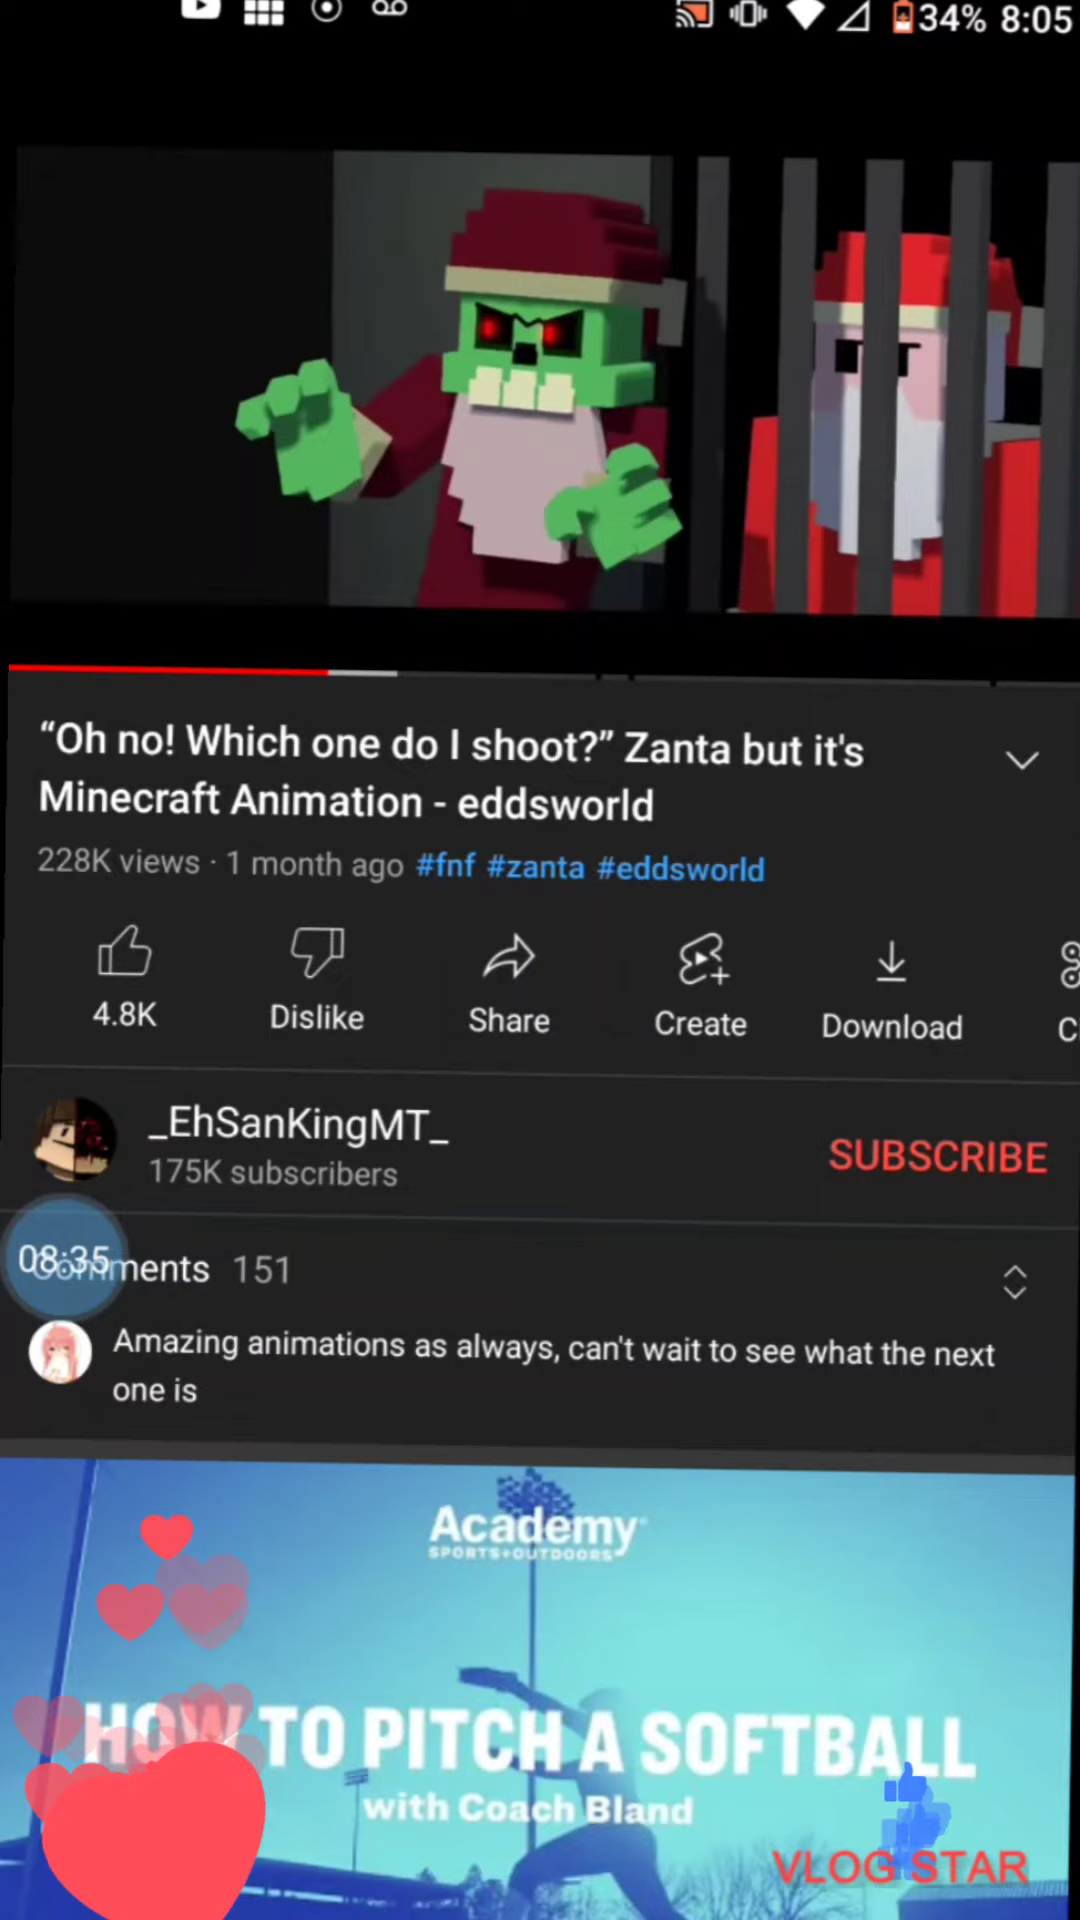 34% 8:05
“Oh no! Which one do I shoot?” Zanta but it's
Minecraft Animation - eddsworld
228K views · 1 month ago #fnf #zanta #eddsworld
4.8K
Dislike
Share
Create
Download
_EhSanKingMT_
175K subscribers
SUBSCRIBE
08:35
Comments 151
Amazing animations as always, can't wait to see what the next
one is
Academy
SPORTS+OUTDOORS
HOW TO PITCH A SOFTBALL
with Coach Bland
VLOG STAR